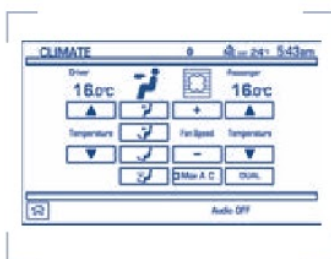 CLIMATE 5:43am
Driver Passenger
16.0°C 16.0°C
+
Temperature Fan Speed Temperature
−
Max A.C DUAL
Audio OFF